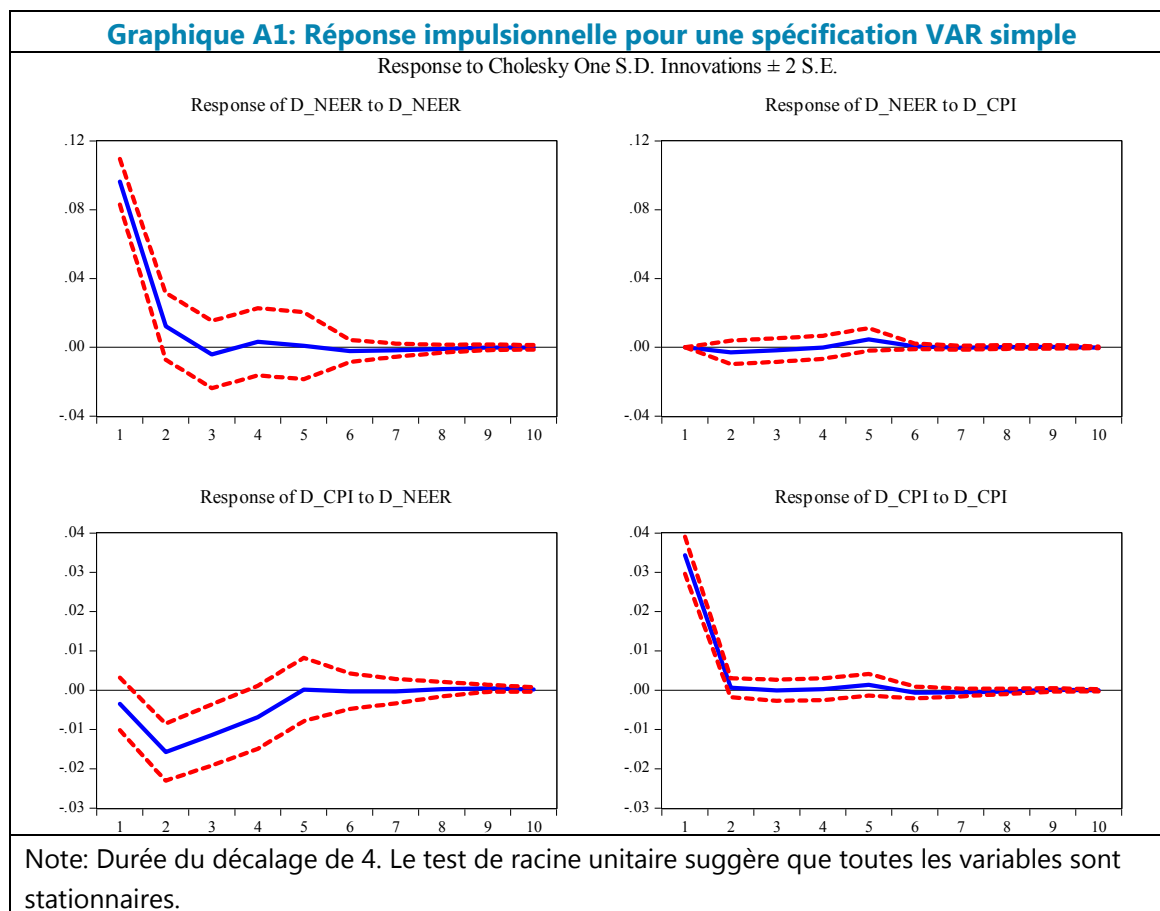 Graphique A1: Réponse impulsionnelle pour une spécification VAR simple
Response to Cholesky One S.D. Innovations ± 2 S.E.
Response of D_NEER to D_NEER
.12
.08
.04
.00
-.04
1 2 3 4 5 6 7 8 9 10
Response of D_NEER to D_CPI
.12
.08
.04
.00
-.04
1 2 3 4 5 6 7 8 9 10
Response of D_CPI to D_NEER
.04
.03
.02
.01
.00
-.01
-.02
-.03
1 2 3 4 5 6 7 8 9 10
Response of D_CPI to D_CPI
.04
.03
.02
.01
.00
-.01
-.02
-.03
1 2 3 4 5 6 7 8 9 10
Note: Durée du décalage de 4. Le test de racine unitaire suggère que toutes les variables sont
stationnaires.